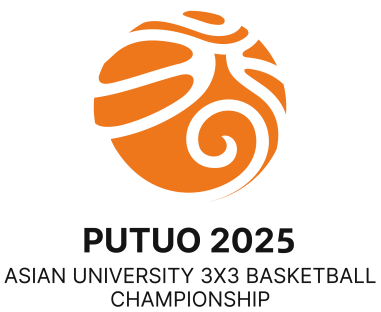 PUTUO 2025
ASIAN UNIVERSITY 3X3 BASKETBALL
CHAMPIONSHIP